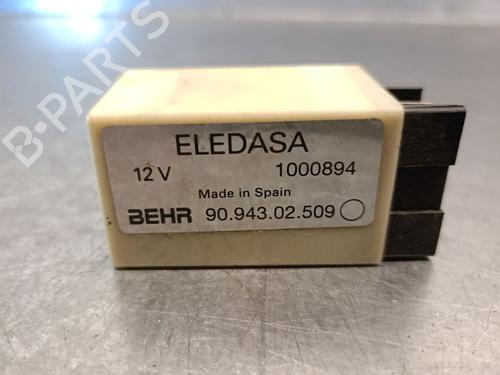 B-PARTS
ELEDASA
12 V 1000894
Made in Spain
BEHR 90.943.02.509